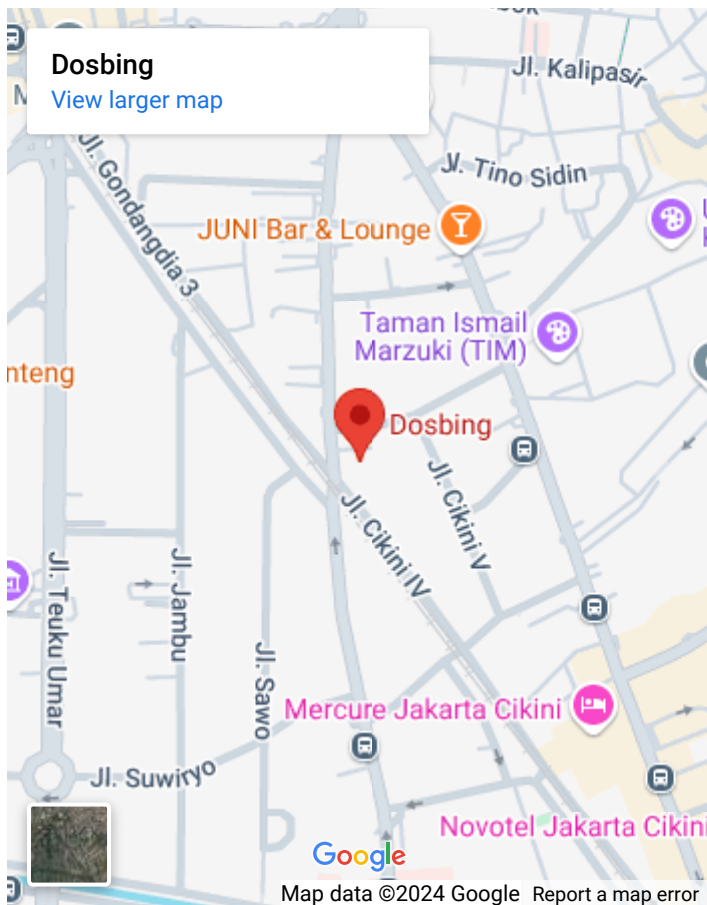 Dosbing
View larger map
Jl. Kalipasir
Jl. Tino Sidin
Jl. Gondangdia 3
JUNI Bar & Lounge
Taman Ismail
Marzuki (TIM)
nteng
Dosbing
Jl. Cikini V
Jl. Cikini IV
Jl. Teuku Umar
Jl. Jambu
Jl. Sawo
Mercure Jakarta Cikini
Jl. Suwiryo
Novotel Jakarta Cikini
Google
Map data ©2024 Google
Report a map error